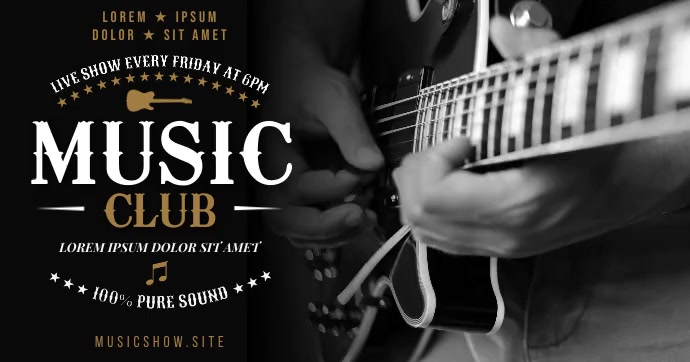 LOREM ★ IPSUM
DOLOR ★ SIT AMET
LIVE SHOW EVERY FRIDAY AT 6PM
MUSIC
CLUB
LOREM IPSUM DOLOR SIT AMET
100% PURE SOUND
MUSICSHOW.SITE